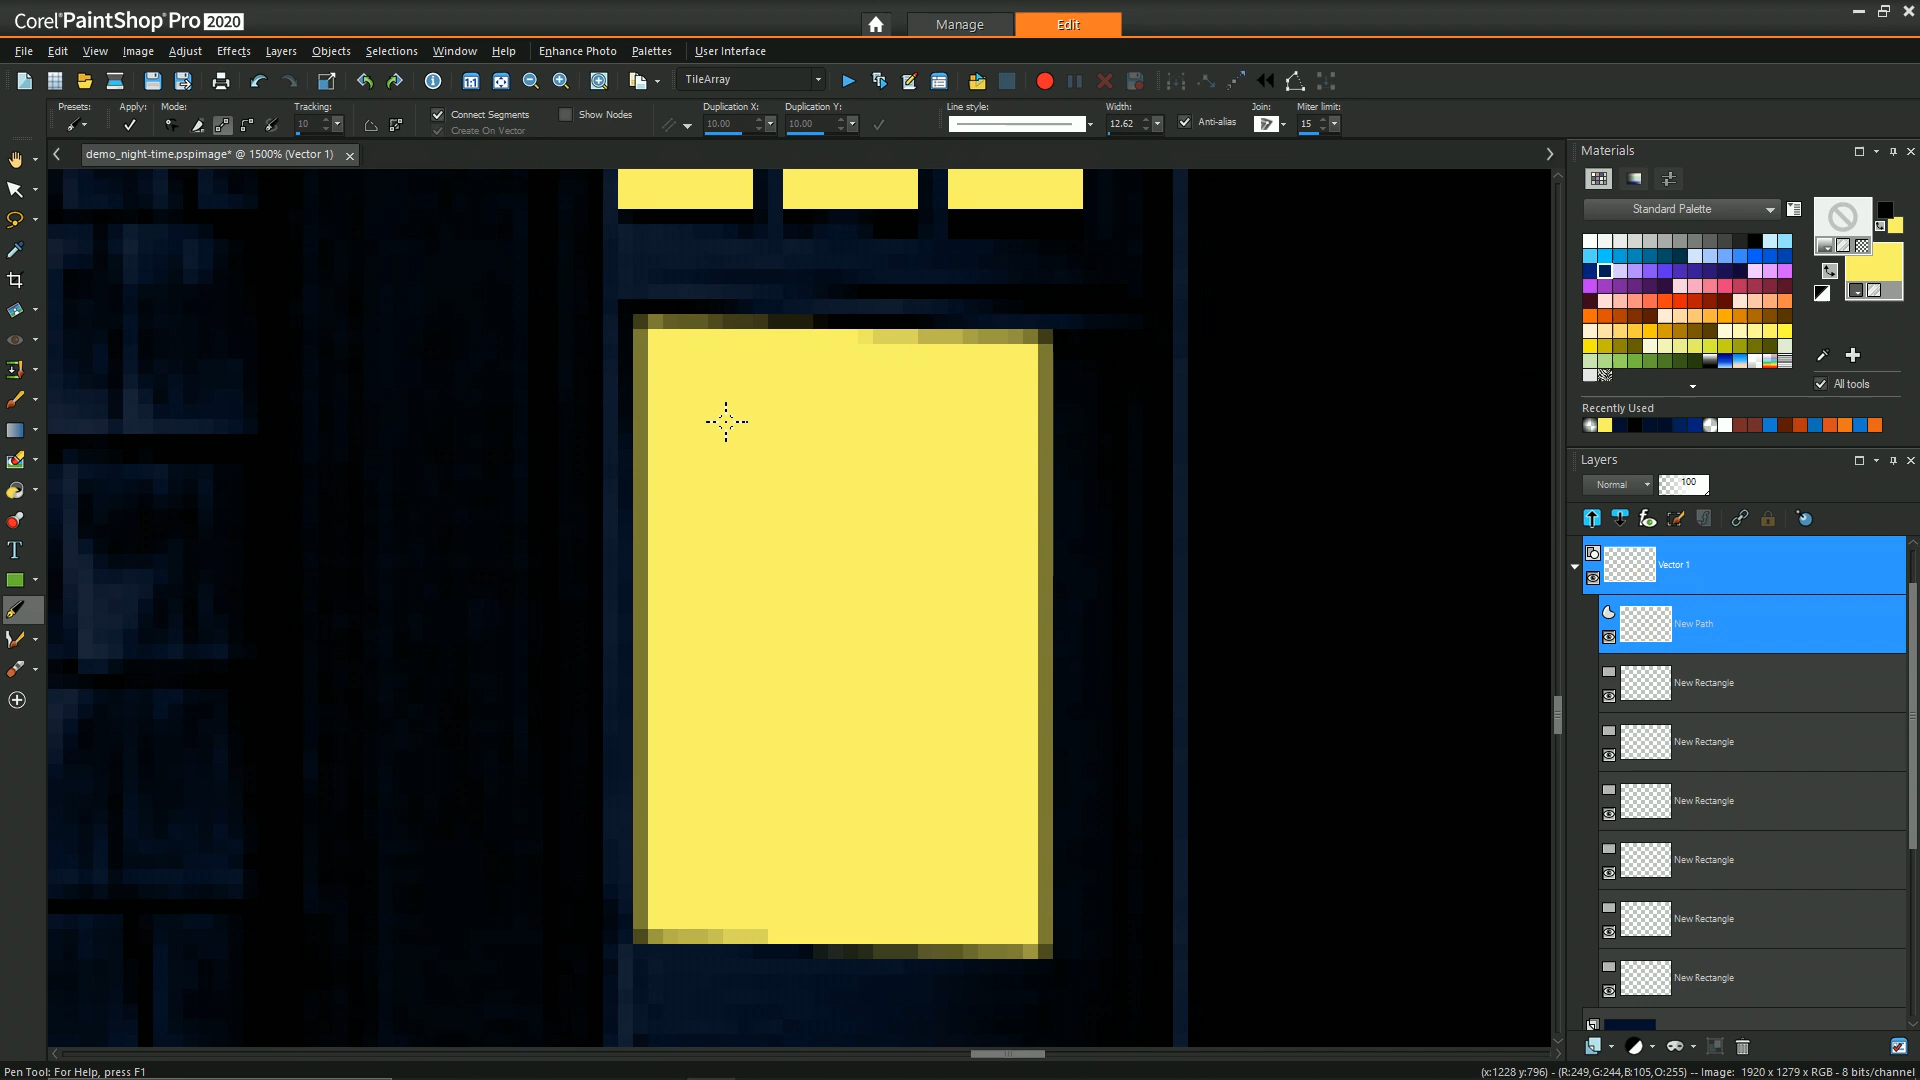 Corel PaintShop Pro 2020
Manage
Edit
File Edit View Image Adjust Effects Layers Objects Selections Window Help Enhance Photo Palettes User Interface
TileArray
Presets: Apply: Mode: Tracking: Connect Segments Show Nodes Duplication X: Duplication Y: Line style: Width: Anti-alias Join: Miter limit:
10 Create On Vector 10.00 10.00 12.62 15
demo_night-time.pspimage* @ 1500% (Vector 1)
Materials
Standard Palette
All tools
Recently Used
Layers
Normal 100
Vector 1
New Path
New Rectangle
New Rectangle
New Rectangle
New Rectangle
New Rectangle
New Rectangle
Pen Tool: For Help, press F1
(x:1228 y:796) - (R:249,G:244,B:105,O:255) -- Image: 1920 x 1279 x RGB - 8 bits/channel